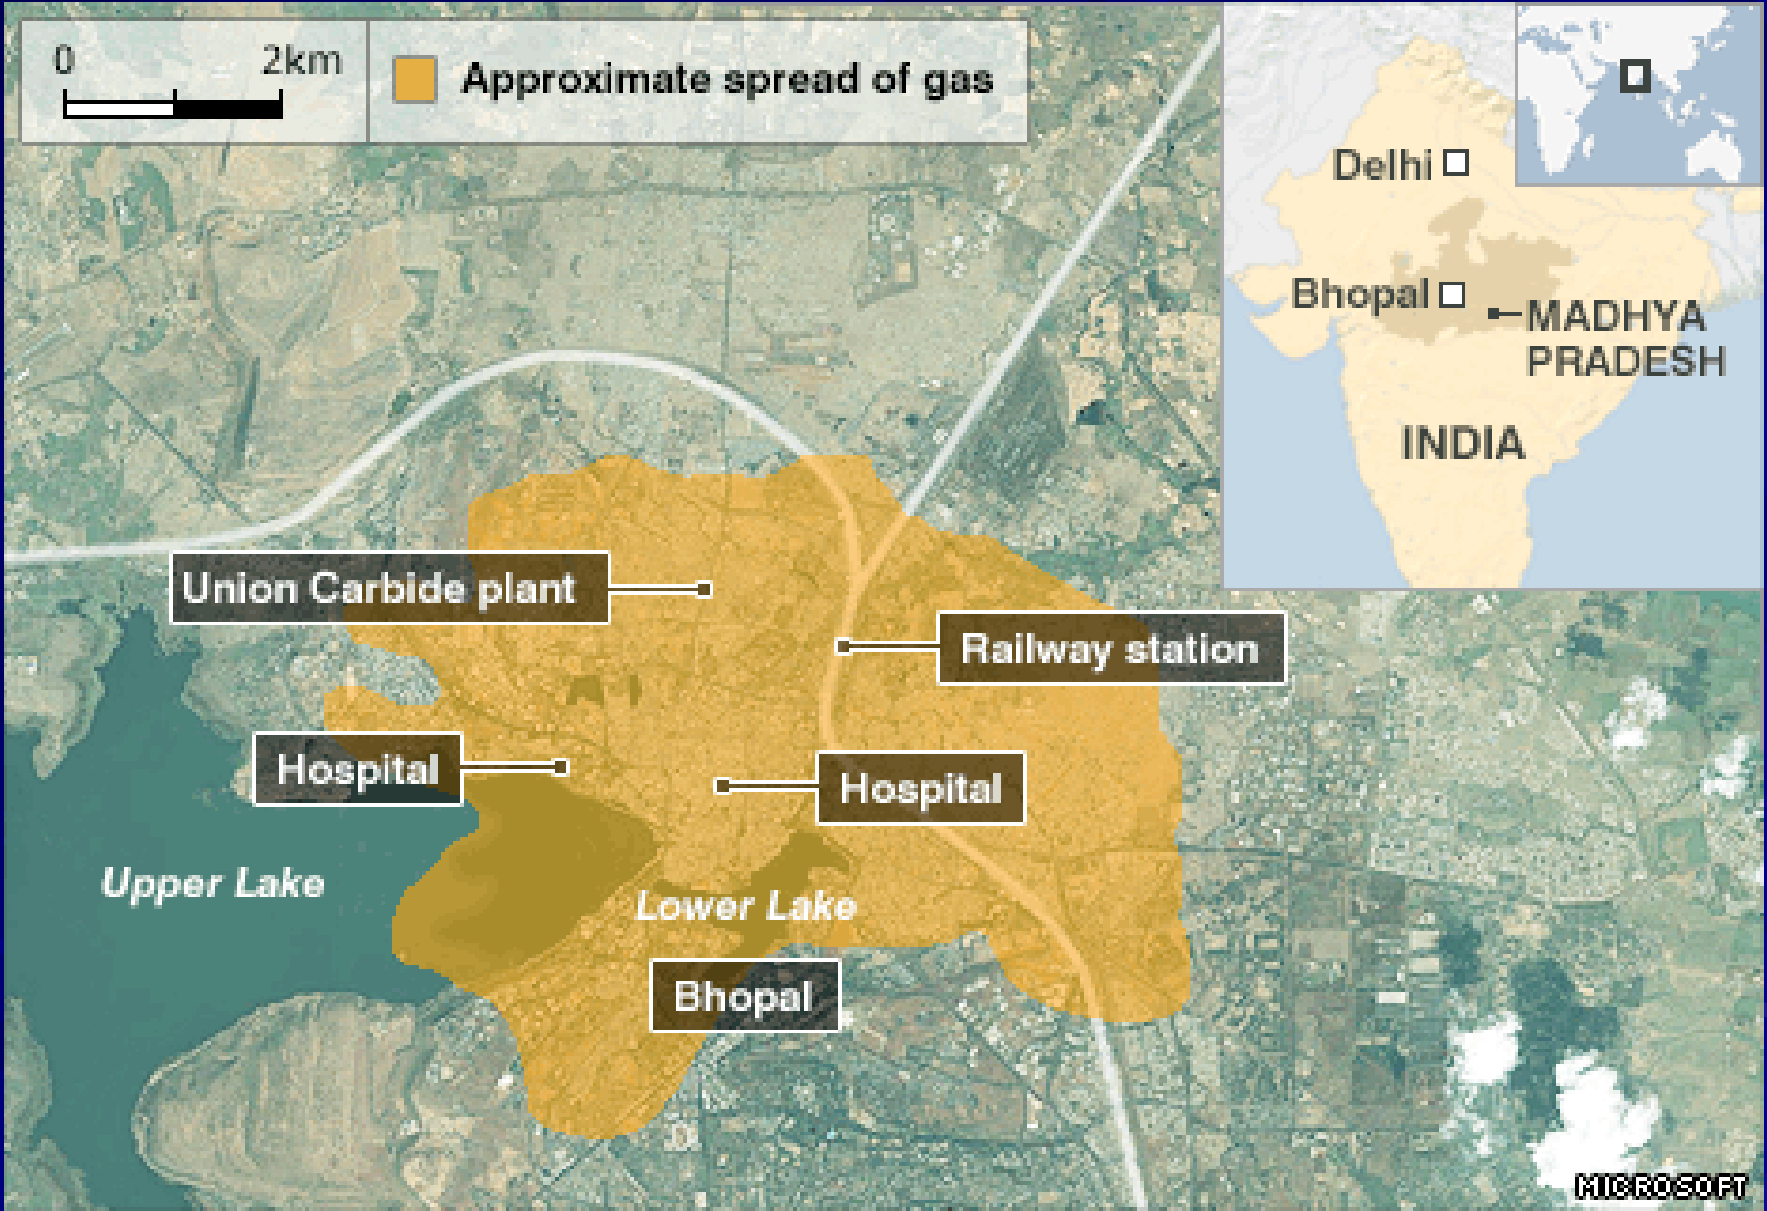 0 2km
Approximate spread of gas
Delhi
Bhopal
MADHYA
PRADESH
INDIA
Union Carbide plant
Railway station
Hospital
Hospital
Upper Lake
Lower Lake
Bhopal
MICROSOFT